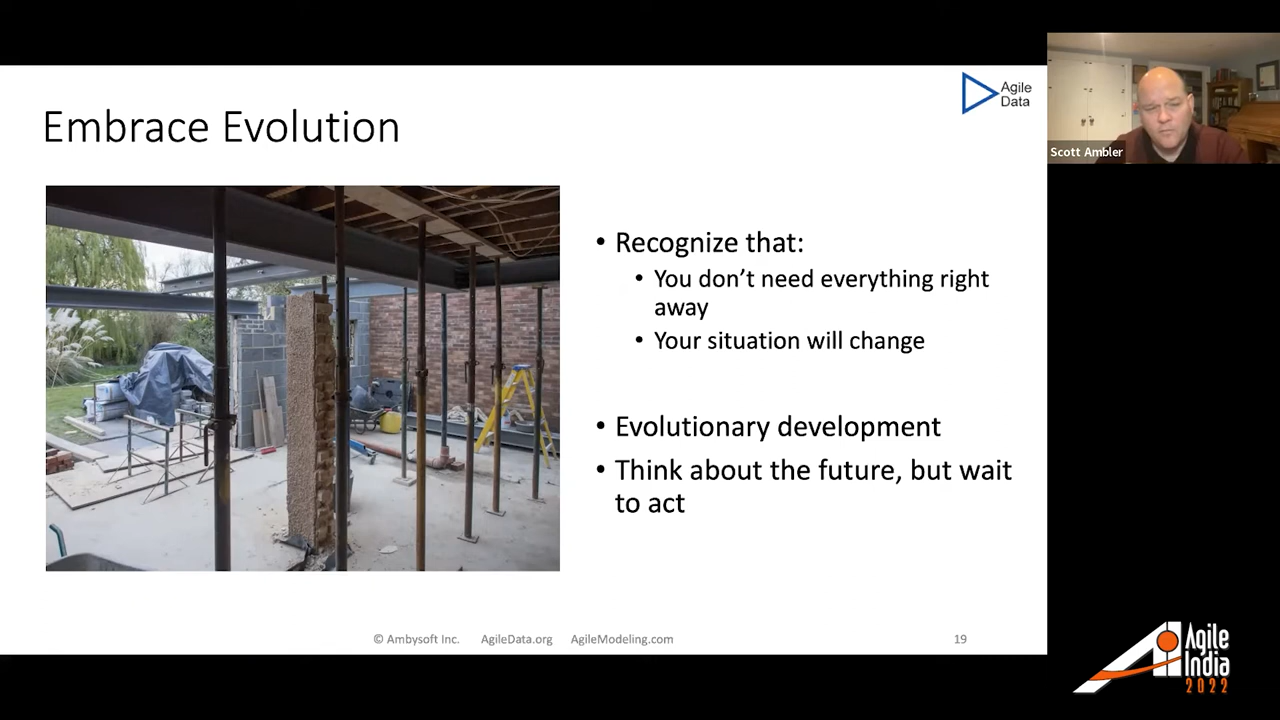 Agile
Data
Embrace Evolution
Scott Ambler
• Recognize that:
• You don’t need everything right
away
• Your situation will change
• Evolutionary development
• Think about the future, but wait
to act
© Ambysoft Inc. AgileData.org AgileModeling.com 19
Agile
India
2022